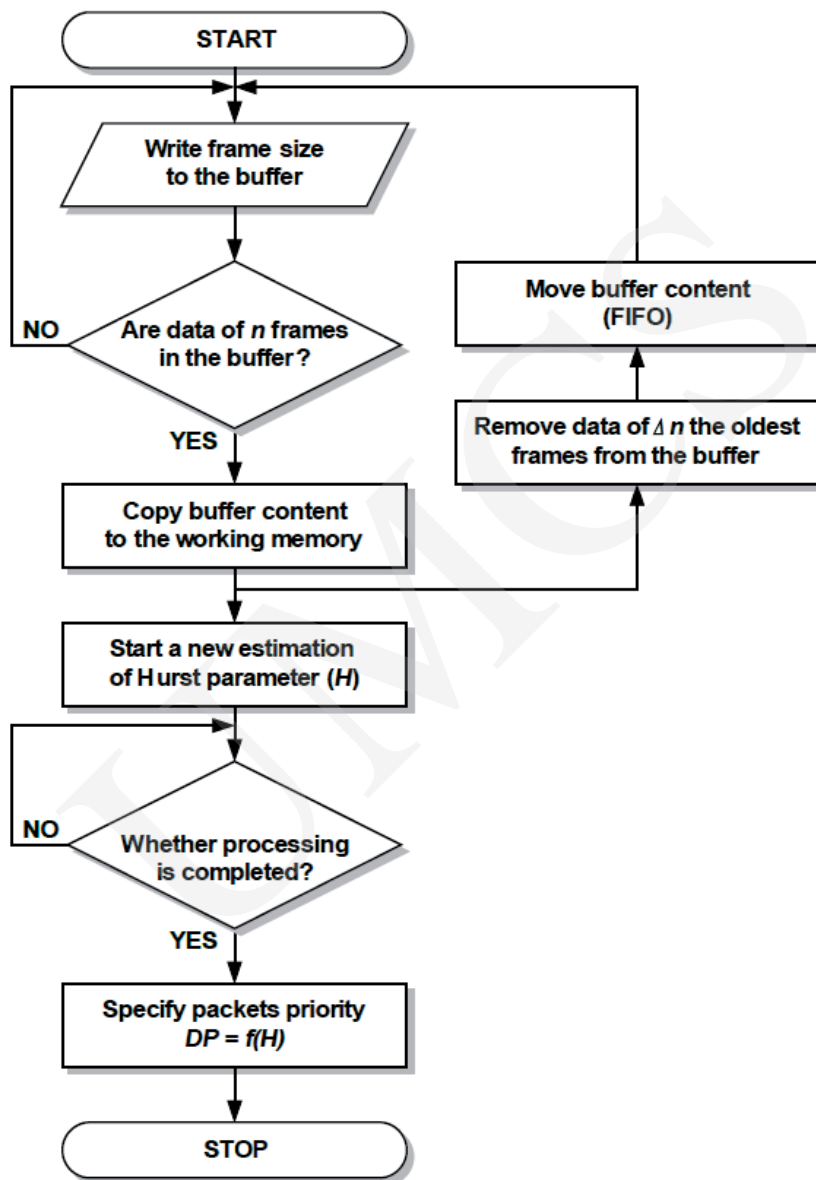 START
Write frame size
to the buffer
NO
Are data of n frames
in the buffer?
YES
Move buffer content
(FIFO)
Remove data of Δ n the oldest
frames from the buffer
Copy buffer content
to the working memory
Start a new estimation
of Hurst parameter (H)
NO
Whether processing
is completed?
YES
Specify packets priority
DP = f(H)
STOP
UMCS